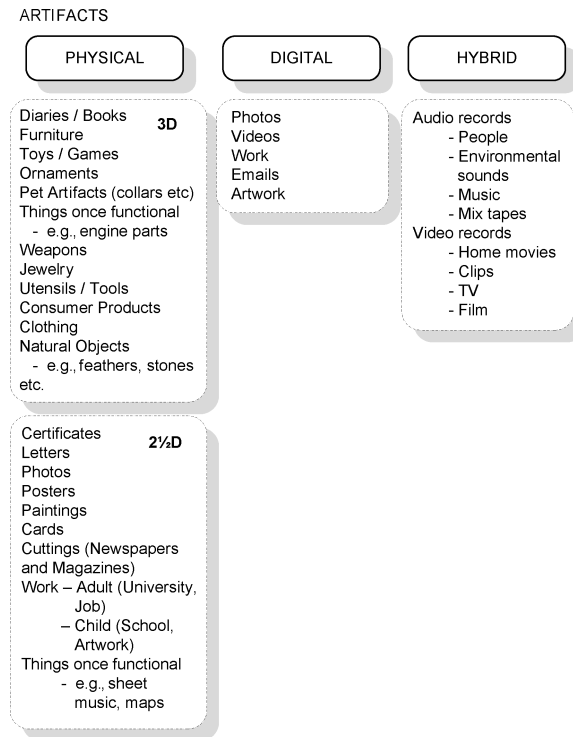 ARTIFACTS
PHYSICAL
DIGITAL
HYBRID
Diaries / Books
3D
Furniture
Toys / Games
Ornaments
Pet Artifacts (collars etc)
Things once functional
- e.g., engine parts
Weapons
Jewelry
Utensils / Tools
Consumer Products
Clothing
Natural Objects
- e.g., feathers, stones
etc.
Certificates
2½D
Letters
Photos
Posters
Paintings
Cards
Cuttings (Newspapers
and Magazines)
Work – Adult (University,
Job)
– Child (School,
Artwork)
Things once functional
- e.g., sheet
music, maps
Photos
Videos
Work
Emails
Artwork
Audio records
- People
- Environmental
sounds
- Music
- Mix tapes
Video records
- Home movies
- Clips
- TV
- Film